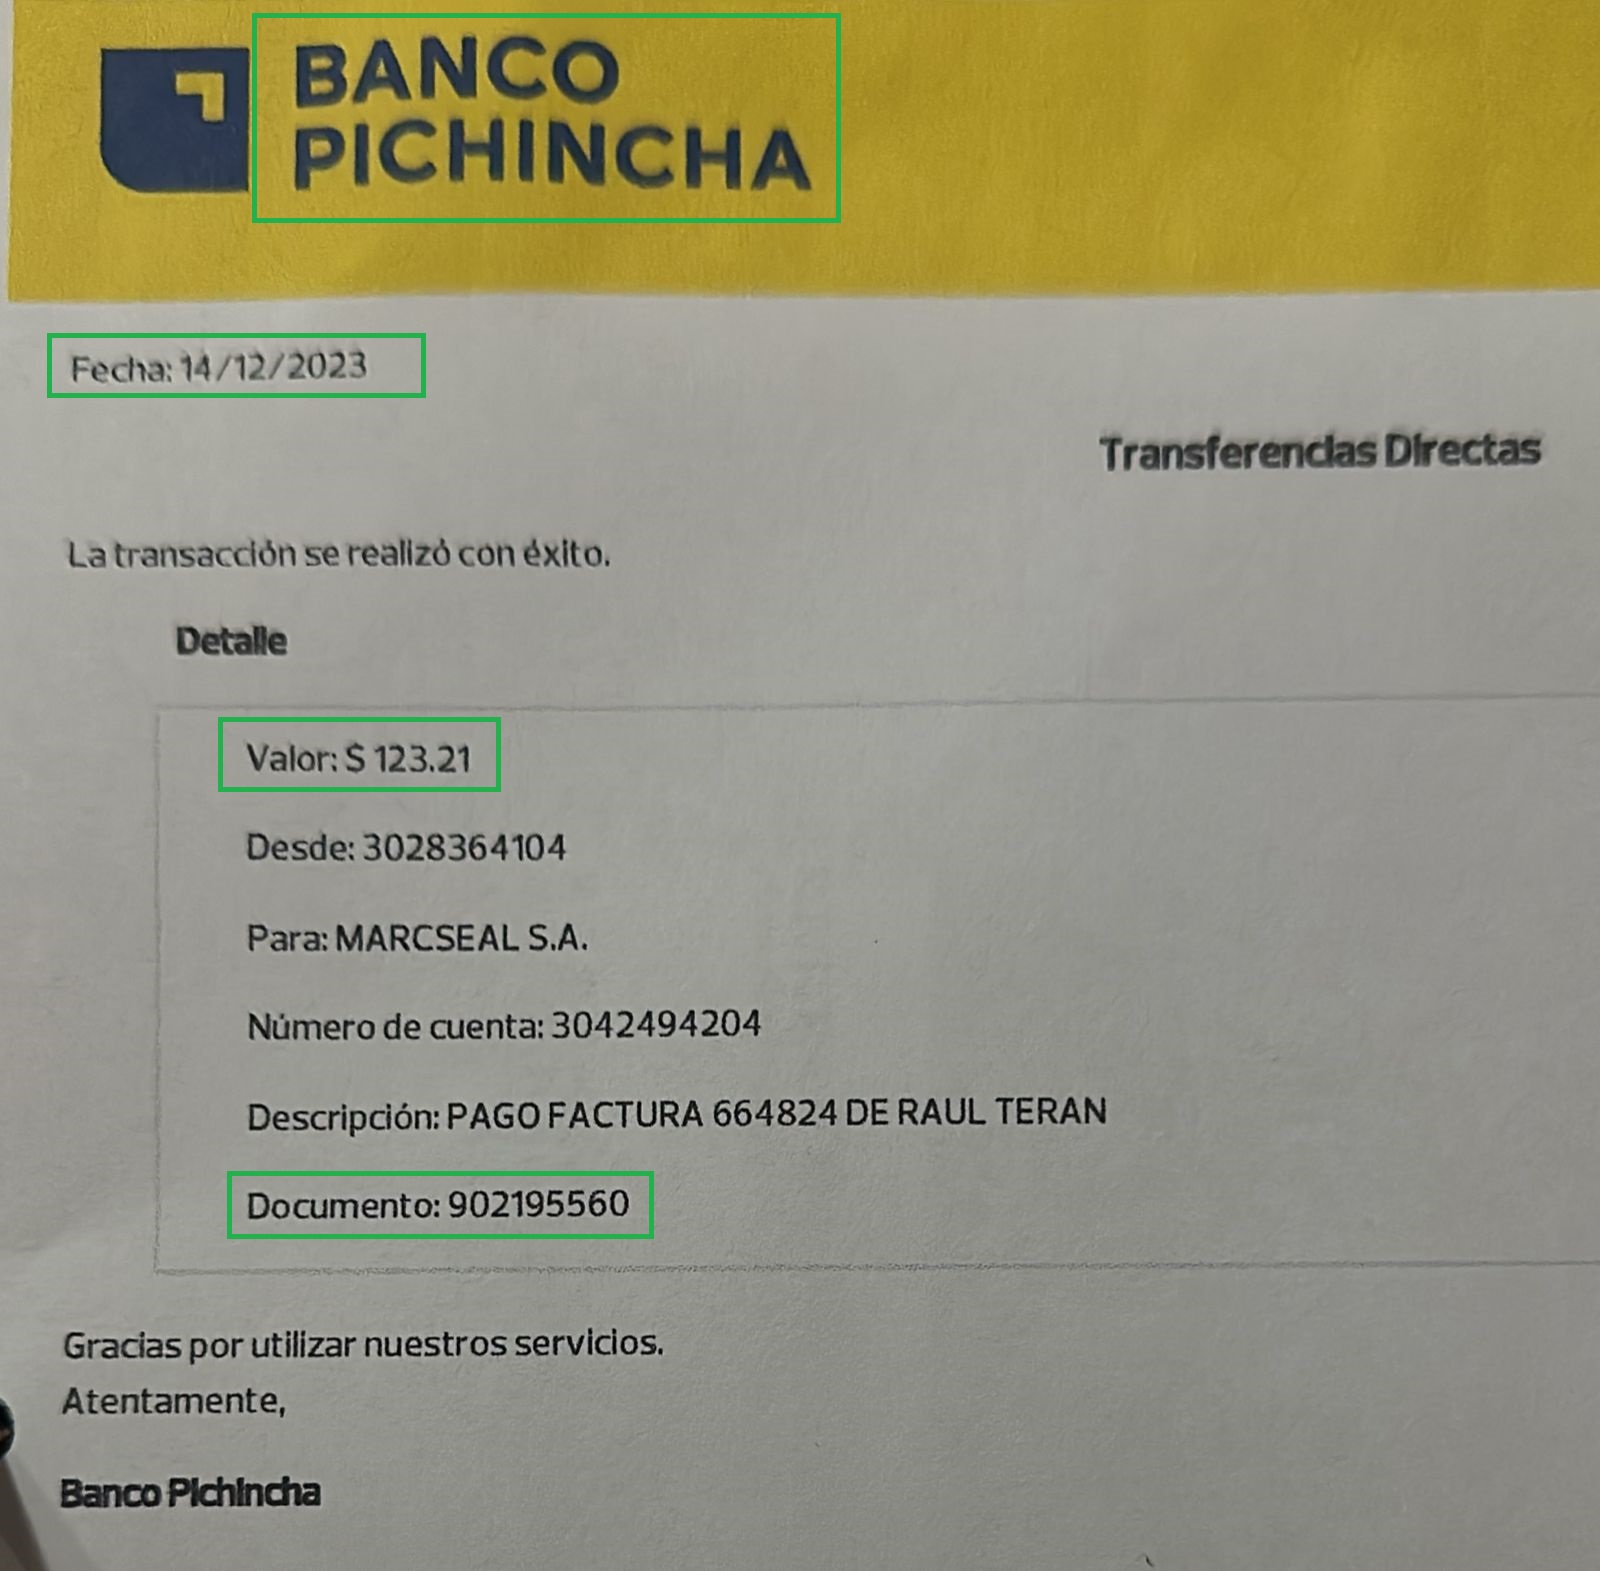 BANCO
PICHINCHA
Fecha: 14/12/2023
Transferencias Directas
La transacción se realizó con éxito.
Detalle
Valor: $ 123.21
Desde: 3028364104
Para: MARCSEAL S.A.
Número de cuenta: 3042494204
Descripción: PAGO FACTURA 664824 DE RAUL TERAN
Documento: 902195560
Gracias por utilizar nuestros servicios.
Atentamente,
Banco Pichincha